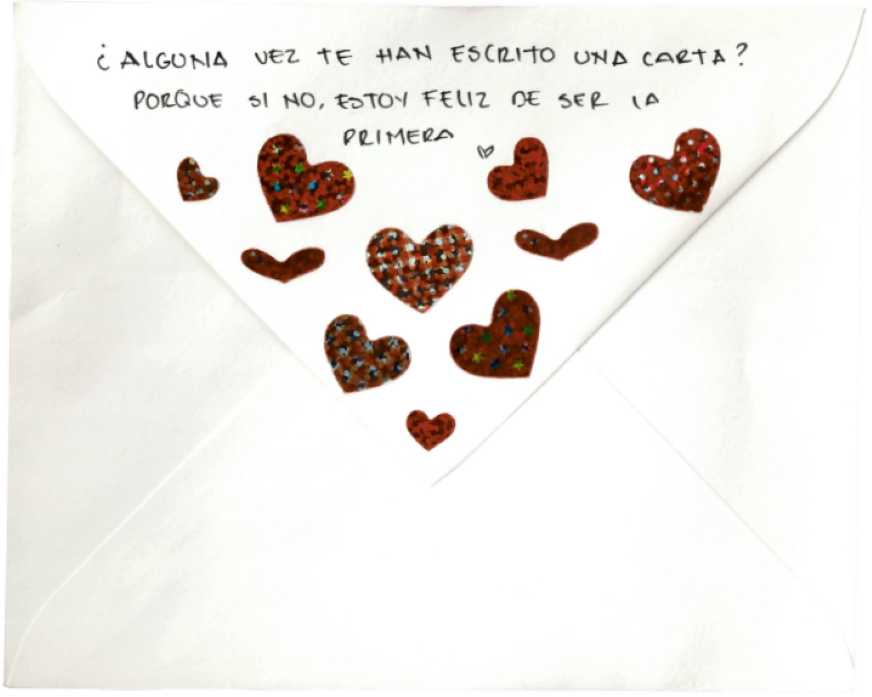 ¿ALGUNA VEZ TE HAN ESCRITO UNA CARTA?
PORQUE SI NO, ESTOY FELIZ DE SER LA
PRIMERA